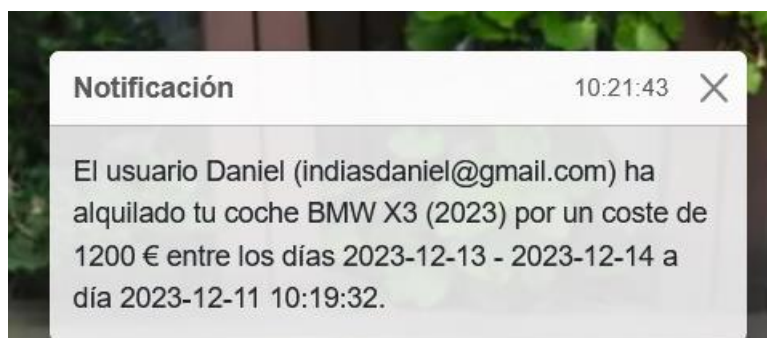 Notificación 10:21:43
El usuario Daniel (indiasdaniel@gmail.com) ha
alquilado tu coche BMW X3 (2023) por un coste de
1200 € entre los días 2023-12-13 - 2023-12-14 a
día 2023-12-11 10:19:32.